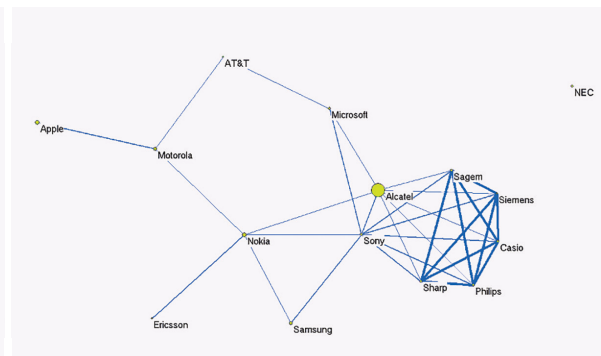 AT&T
NEC
Microsoft
Apple
Motorola
Sagem
Alcatel
Siemens
Nokia
Sony
Casio
Sharp
Philips
Ericsson
Samsung